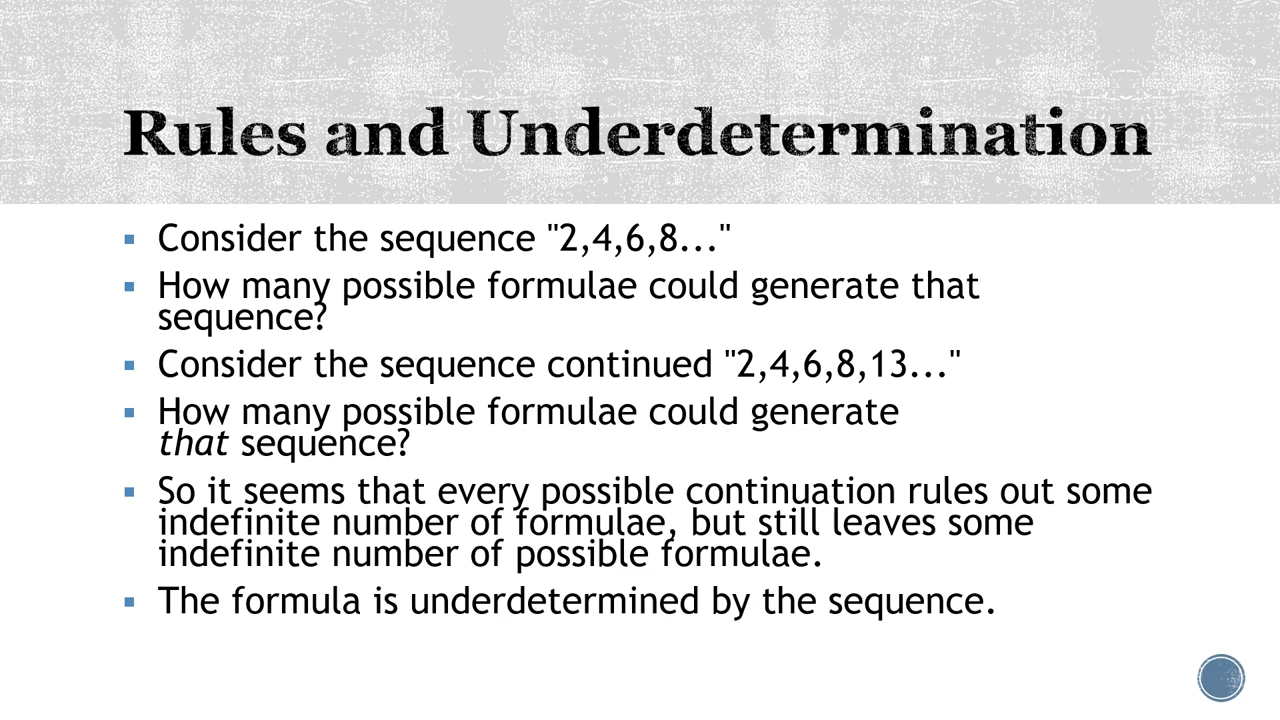 Rules and Underdetermination
▪ Consider the sequence "2,4,6,8..."
▪ How many possible formulae could generate that
sequence?
▪ Consider the sequence continued "2,4,6,8,13..."
▪ How many possible formulae could generate
that sequence?
▪ So it seems that every possible continuation rules out some
indefinite number of formulae, but still leaves some
indefinite number of possible formulae.
▪ The formula is underdetermined by the sequence.